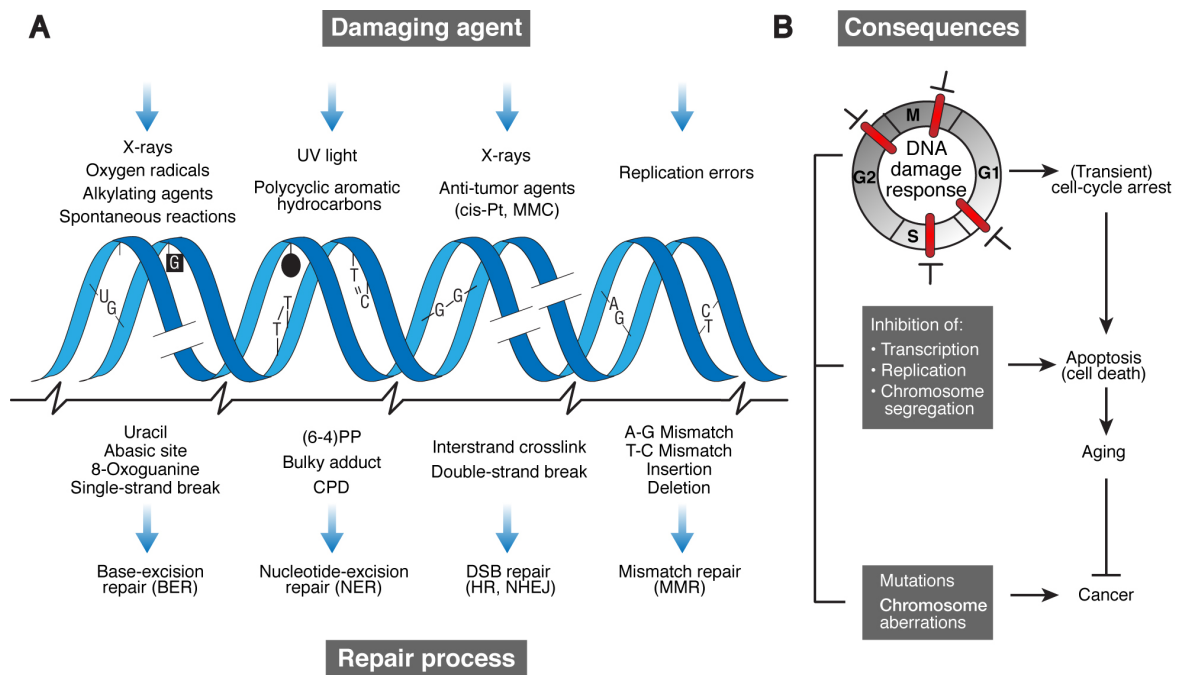 A
Damaging agent
X-rays
Oxygen radicals
Alkylating agents
Spontaneous reactions
UV light
Polycyclic aromatic
hydrocarbons
X-rays
Anti-tumor agents
(cis-Pt, MMC)
Replication errors
U
G
G
T
T
T
C
G
G
A
G
C
T
Uracil
Abasic site
8-Oxoguanine
Single-strand break
(6-4)PP
Bulky adduct
CPD
Interstrand crosslink
Double-strand break
A-G Mismatch
T-C Mismatch
Insertion
Deletion
Base-excision
repair (BER)
Nucleotide-excision
repair (NER)
DSB repair
(HR, NHEJ)
Mismatch repair
(MMR)
Repair process
B
Consequences
M
G1
S
G2
DNA
damage
response
(Transient)
cell-cycle arrest
Inhibition of:
• Transcription
• Replication
• Chromosome
segregation
Apoptosis
(cell death)
Aging
Mutations
Chromosome
aberrations
Cancer